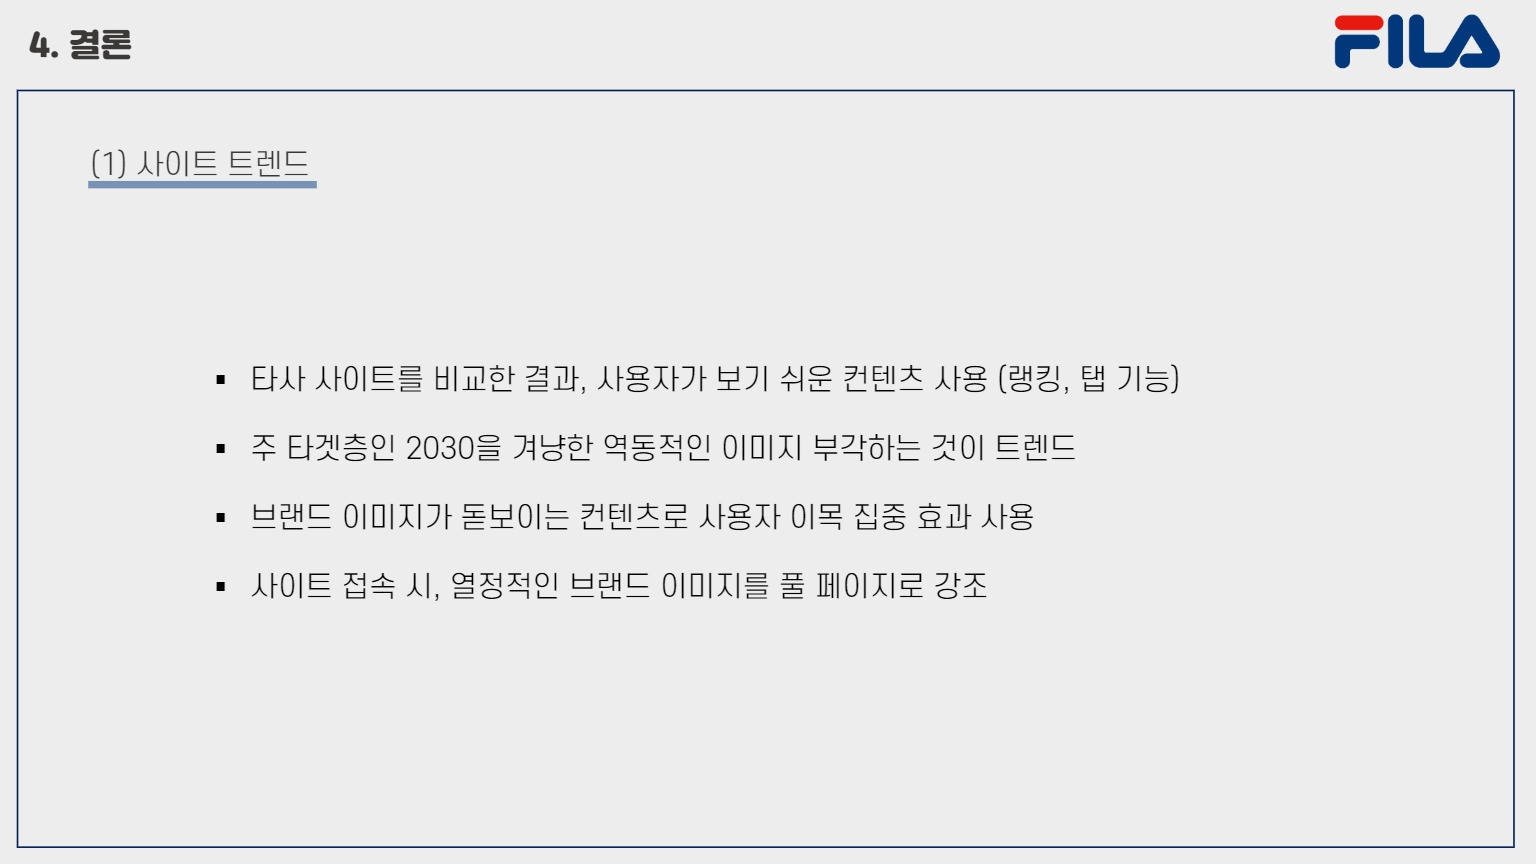 4. 결론
FILA
(1) 사이트 트렌드
▪ 타사 사이트를 비교한 결과, 사용자가 보기 쉬운 컨텐츠 사용 (랭킹, 탭 기능)
▪ 주 타겟층인 2030을 겨냥한 역동적인 이미지 부각하는 것이 트렌드
▪ 브랜드 이미지가 돋보이는 컨텐츠로 사용자 이목 집중 효과 사용
▪ 사이트 접속 시, 열정적인 브랜드 이미지를 풀 페이지로 강조